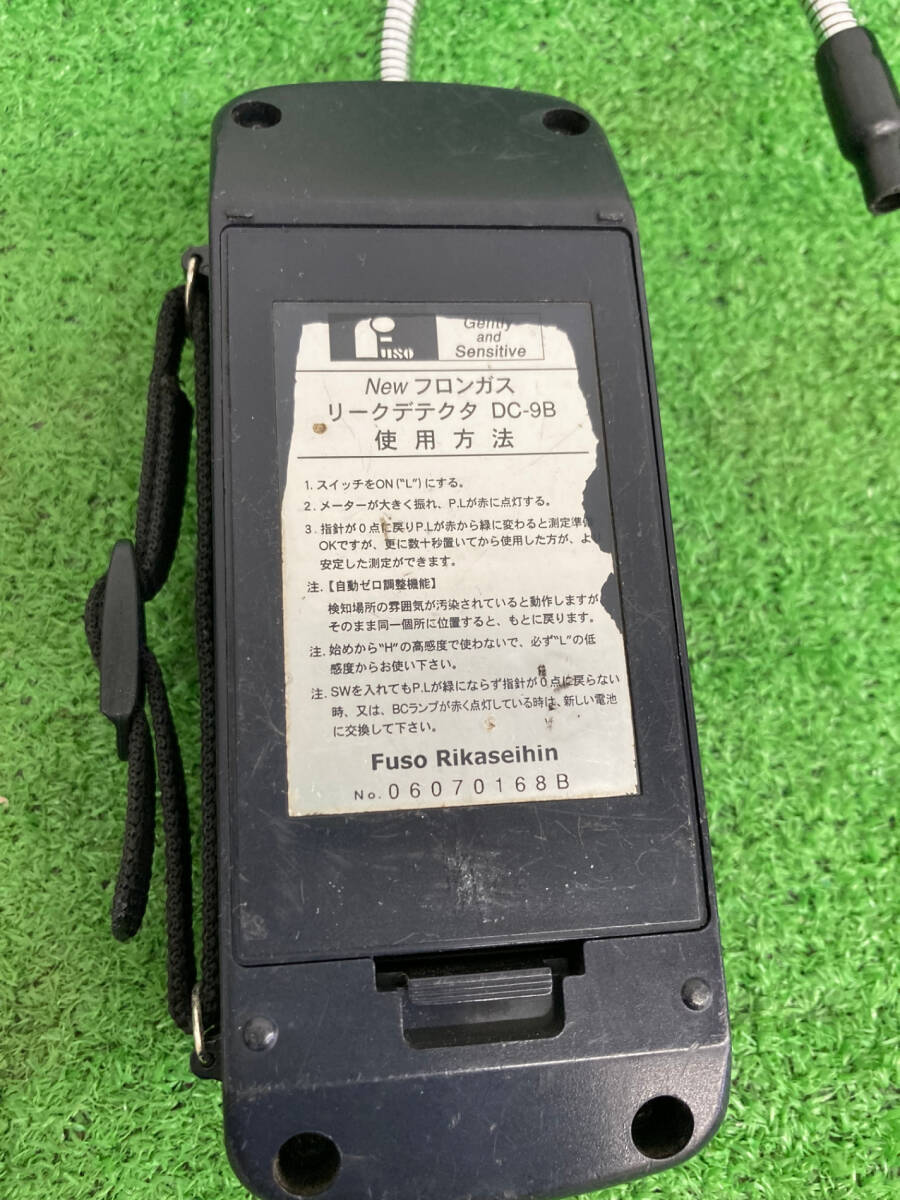 Fuso
Gently
and
Sensitive
New フロンガス
リークデテクタ DC-9B
使用方法
1. スイッチをON ("L") にする。
2. メーターが大きく振れ、P.Lが赤に点灯する。
3. 指針が0点に戻りP.Lが赤から緑に変わると測定準備
OKですが、更に数十秒置いてから使用した方が、よ
安定した測定ができます。
注. 【自動ゼロ調整機能】
検知場所の雰囲気が汚染されていると動作しますが
そのまま同一個所に位置すると、もとに戻ります。
注. 始めから"H"の高感度で使わないで、必ず"L"の低
感度からお使い下さい。
注. SWを入れてもP.Lが緑にならず指針が0点に戻らない
時、又は、BCランプが赤く点灯している時は、新しい電池
に交換して下さい。
Fuso Rikaseihin
No. 06070168B